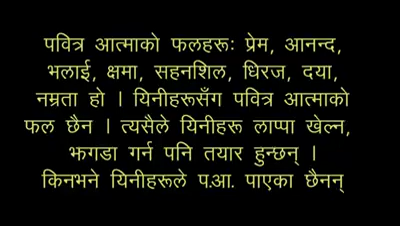 पवित्र आत्माको फलहरूः प्रेम, आनन्द,
भलाई, क्षमा, सहनशिल, धिरज, दया,
नम्रता हो । यिनीहरूसँग पवित्र आत्माको
फल छैन । त्यसैले यिनीहरू लाप्पा खेल्न,
झगडा गर्न पनि तयार हुन्छन् ।
किनभने यिनीहरूले प.आ. पाएका छैनन्